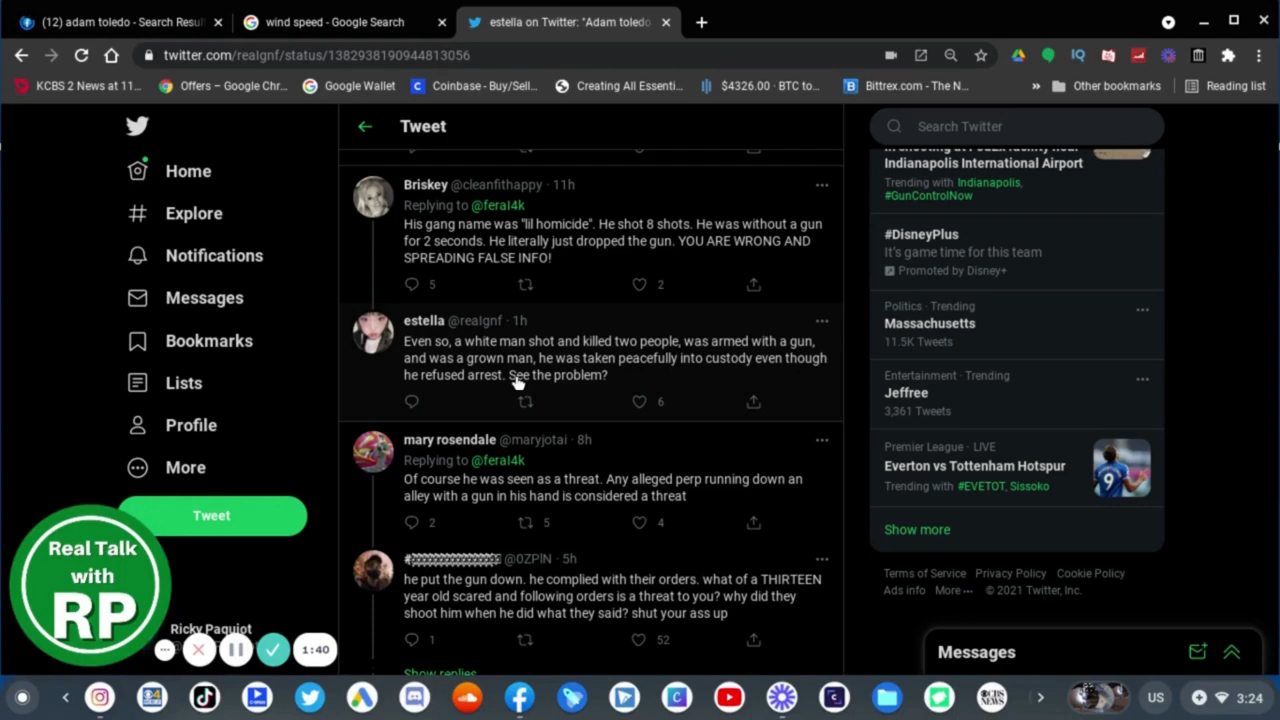 (12) adam toledo - Search Resul
wind speed - Google Search
estella on Twitter: "Adam toledo
twitter.com/reaIgnf/status/1382938190944813056
KCBS 2 News at 11...
Offers – Google Chr...
Google Wallet
Coinbase - Buy/Sell...
Creating All Essenti...
$4326.00 · BTC to...
Bittrex.com - The N...
»
Other bookmarks
Reading list
Home
Explore
Notifications
Messages
Bookmarks
Lists
Profile
More
Tweet
Real Talk
with
RP
Ricky Paquiot
1:40
Tweet
Briskey @cleanfithappy · 11h
Replying to @feraI4k
His gang name was "lil homicide". He shot 8 shots. He was without a gun
for 2 seconds. He literally just dropped the gun. YOU ARE WRONG AND
SPREADING FALSE INFO!
5
2
estella @reaIgnf · 1h
Even so, a white man shot and killed two people, was armed with a gun,
and was a grown man, he was taken peacefully into custody even though
he refused arrest. See the problem?
6
mary rosendale @maryjotai · 8h
Replying to @feraI4k
Of course he was seen as a threat. Any alleged perp running down an
alley with a gun in his hand is considered a threat
2
5
4
@0ZPIN · 5h
he put the gun down. he complied with their orders. what of a THIRTEEN
year old scared and following orders is a threat to you? why did they
shoot him when he did what they said? shut your ass up
1
52
Show replies
Search Twitter
Indianapolis International Airport
Trending with Indianapolis,
#GunControlNow
#DisneyPlus
It's game time for this team
Promoted by Disney+
Politics · Trending
Massachusetts
11.5K Tweets
Entertainment · Trending
Jeffree
3,361 Tweets
Premier League · LIVE
Everton vs Tottenham Hotspur
Trending with #EVETOT, Sissoko
Show more
Terms of Service Privacy Policy Cookie Policy
Ads info More ··· © 2021 Twitter, Inc.
Messages
US
3:24